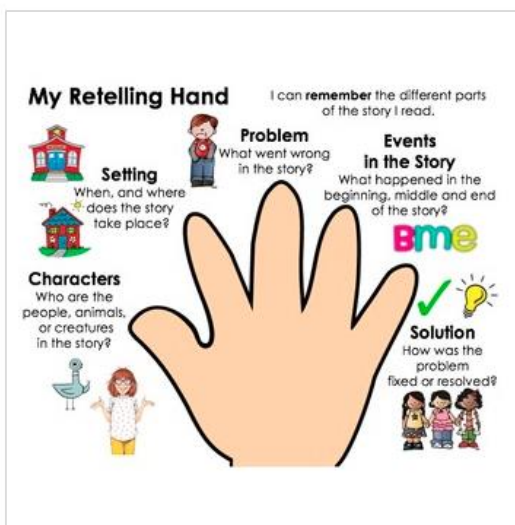 My Retelling Hand
I can remember the different parts
of the story I read.
Setting
When, and where
does the story
take place?
Problem
What went wrong
in the story?
Events
in the Story
What happened in the
beginning, middle and end
of the story?
Bme
Characters
Who are the
people, animals,
or creatures
in the story?
Solution
How was the
problem
fixed or resolved?